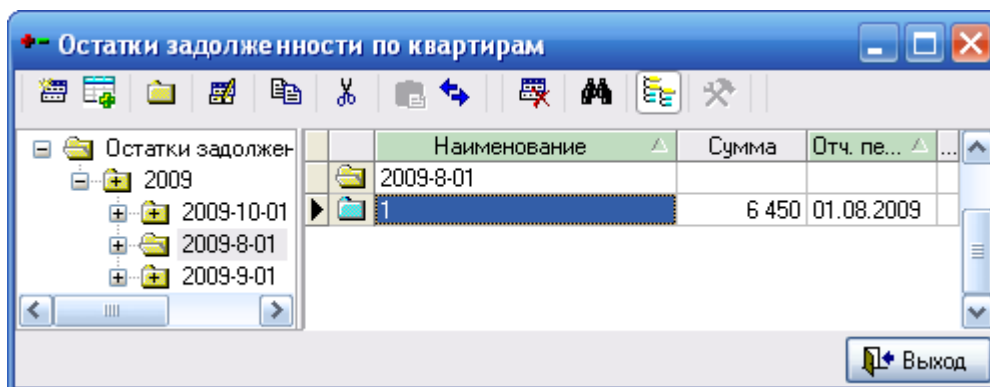 Остатки задолженности по квартирам
Остатки задолжен
2009
2009-10-01
2009-8-01
2009-9-01
Наименование Сумма Отч. пе... ...
2009-8-01
1 6 450 01.08.2009
Выход